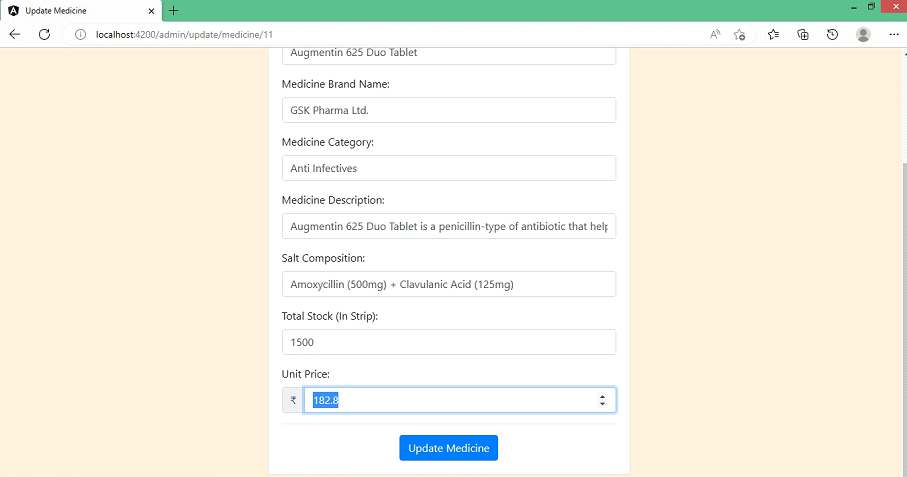 Update Medicine
localhost:4200/admin/update/medicine/11
Augmentin 625 Duo Tablet
Medicine Brand Name:
GSK Pharma Ltd.
Medicine Category:
Anti Infectives
Medicine Description:
Augmentin 625 Duo Tablet is a penicillin-type of antibiotic that help
Salt Composition:
Amoxycillin (500mg) + Clavulanic Acid (125mg)
Total Stock (In Strip):
1500
Unit Price:
₹ 182.8
Update Medicine